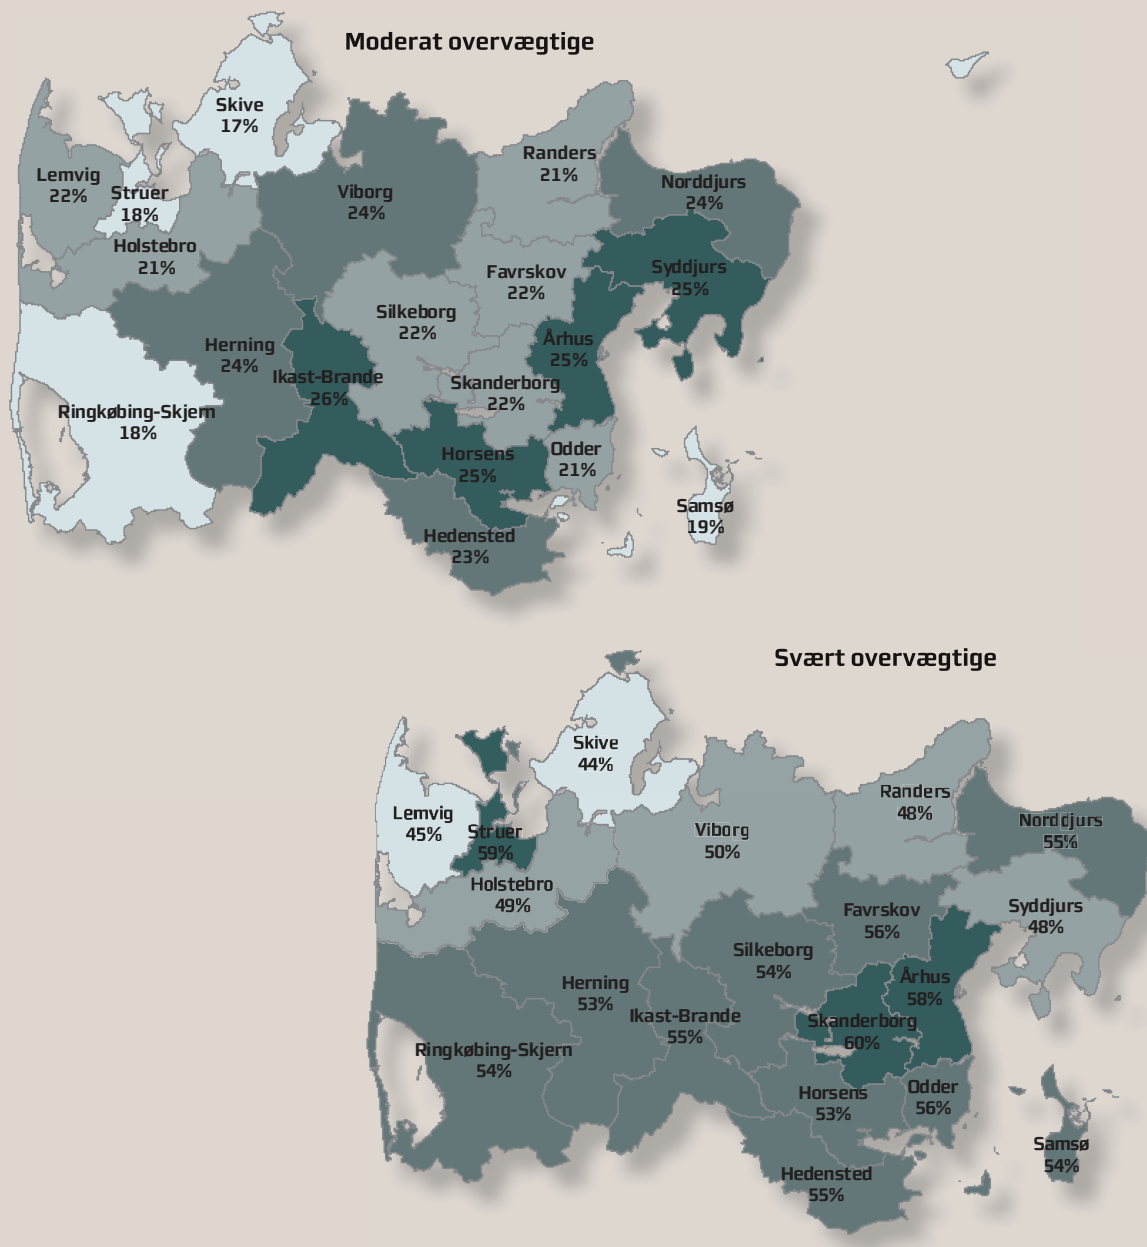 Moderat overvægtige
Skive
17%
Lemvig
22%
Struer
18%
Holstebro
21%
Viborg
24%
Randers
21%
Norddjurs
24%
Syddjurs
25%
Favrskov
22%
Silkeborg
22%
Århus
25%
Herning
24%
Ikast-Brande
26%
Skanderborg
22%
Ringkøbing-Skjern
18%
Horsens
25%
Odder
21%
Samsø
19%
Hedensted
23%
Svært overvægtige
Skive
44%
Lemvig
45%
Struer
59%
Holstebro
49%
Viborg
50%
Randers
48%
Norddjurs
55%
Syddjurs
48%
Favrskov
56%
Silkeborg
54%
Århus
58%
Herning
53%
Ikast-Brande
55%
Skanderborg
60%
Ringkøbing-Skjern
54%
Horsens
53%
Odder
56%
Samsø
54%
Hedensted
55%